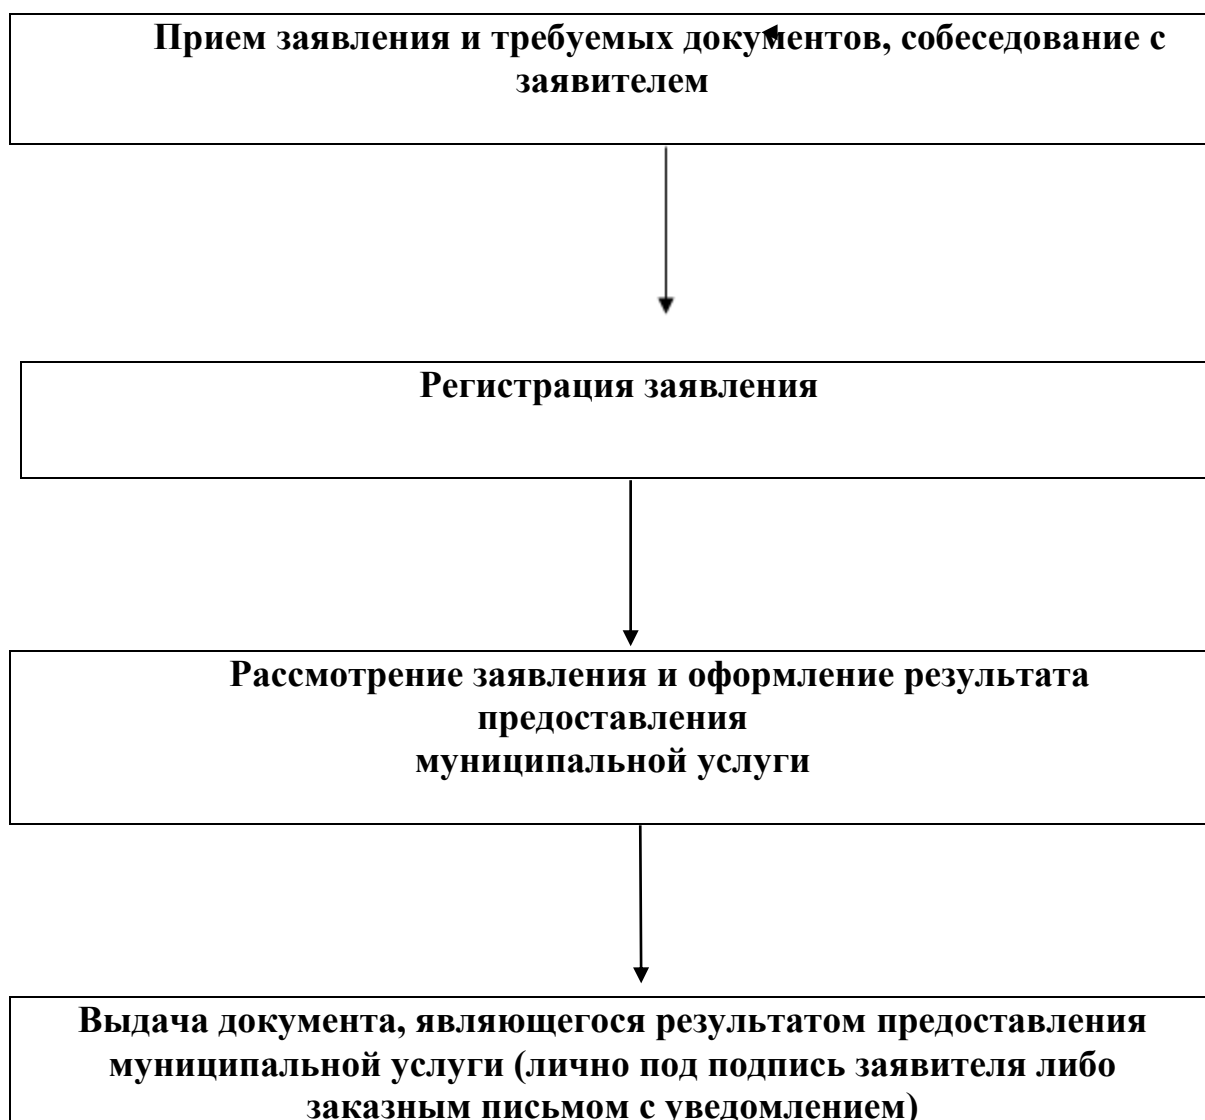 Прием заявления и требуемых документов, собеседование с
заявителем
Регистрация заявления
Рассмотрение заявления и оформление результата
предоставления
муниципальной услуги
Выдача документа, являющегося результатом предоставления
муниципальной услуги (лично под подпись заявителя либо
заказным письмом с уведомлением)